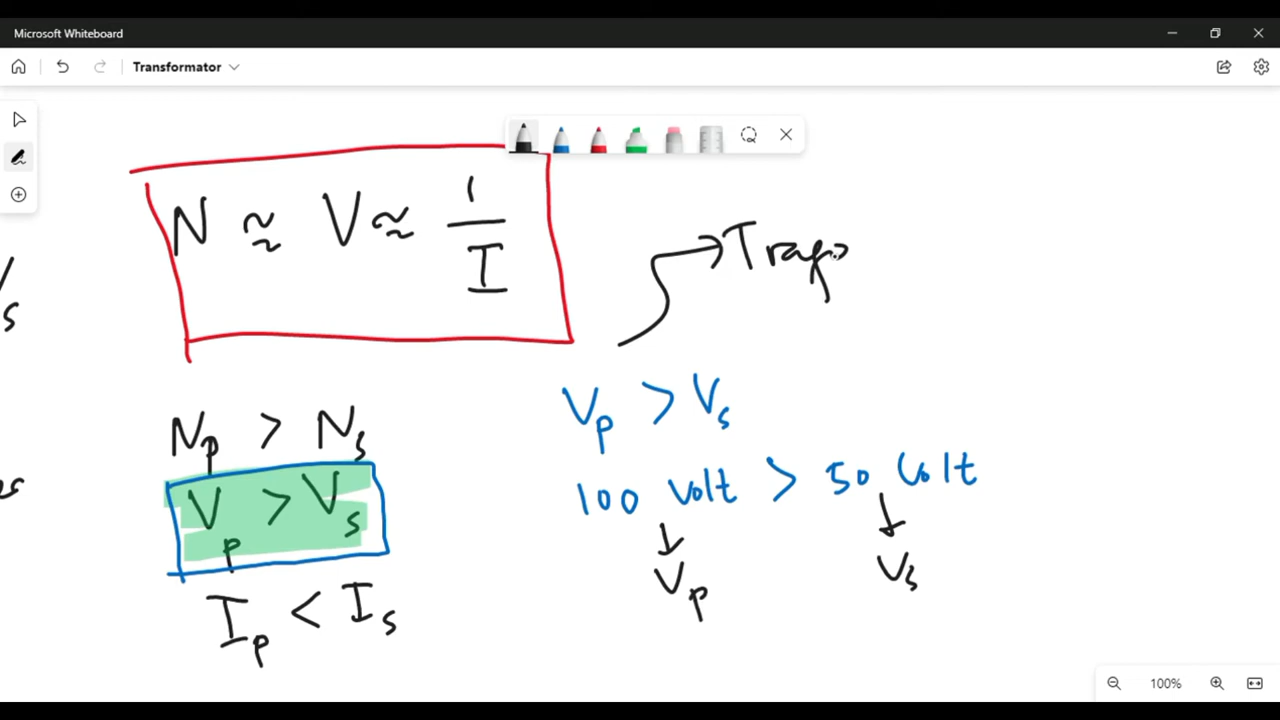 Microsoft Whiteboard
Transformator
N ≈ V ≈ 1/I
Trafo
s
Np > Ns
Vp > Vs
Ip < Is
Vp > Vs
100 Volt > 50 Volt
Vp
Vs
100%